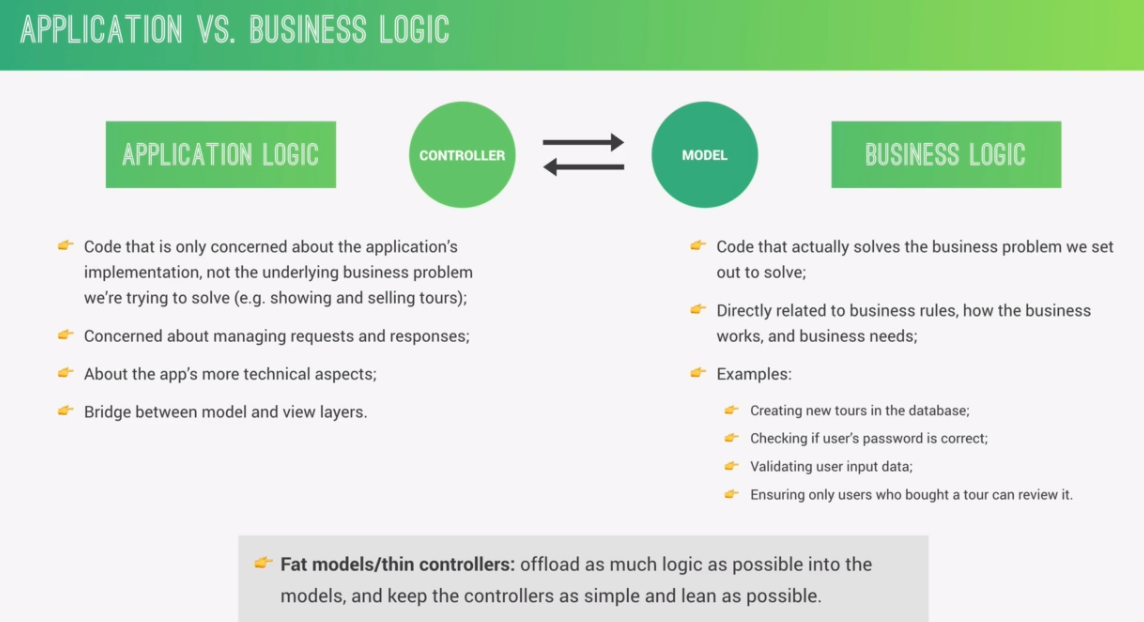 APPLICATION VS. BUSINESS LOGIC
APPLICATION LOGIC
CONTROLLER
MODEL
BUSINESS LOGIC
Code that is only concerned about the application's
implementation, not the underlying business problem
we're trying to solve (e.g. showing and selling tours);
Concerned about managing requests and responses;
About the app's more technical aspects;
Bridge between model and view layers.
Code that actually solves the business problem we set
out to solve;
Directly related to business rules, how the business
works, and business needs;
Examples:
Creating new tours in the database;
Checking if user's password is correct;
Validating user input data;
Ensuring only users who bought a tour can review it.
Fat models/thin controllers: offload as much logic as possible into the
models, and keep the controllers as simple and lean as possible.